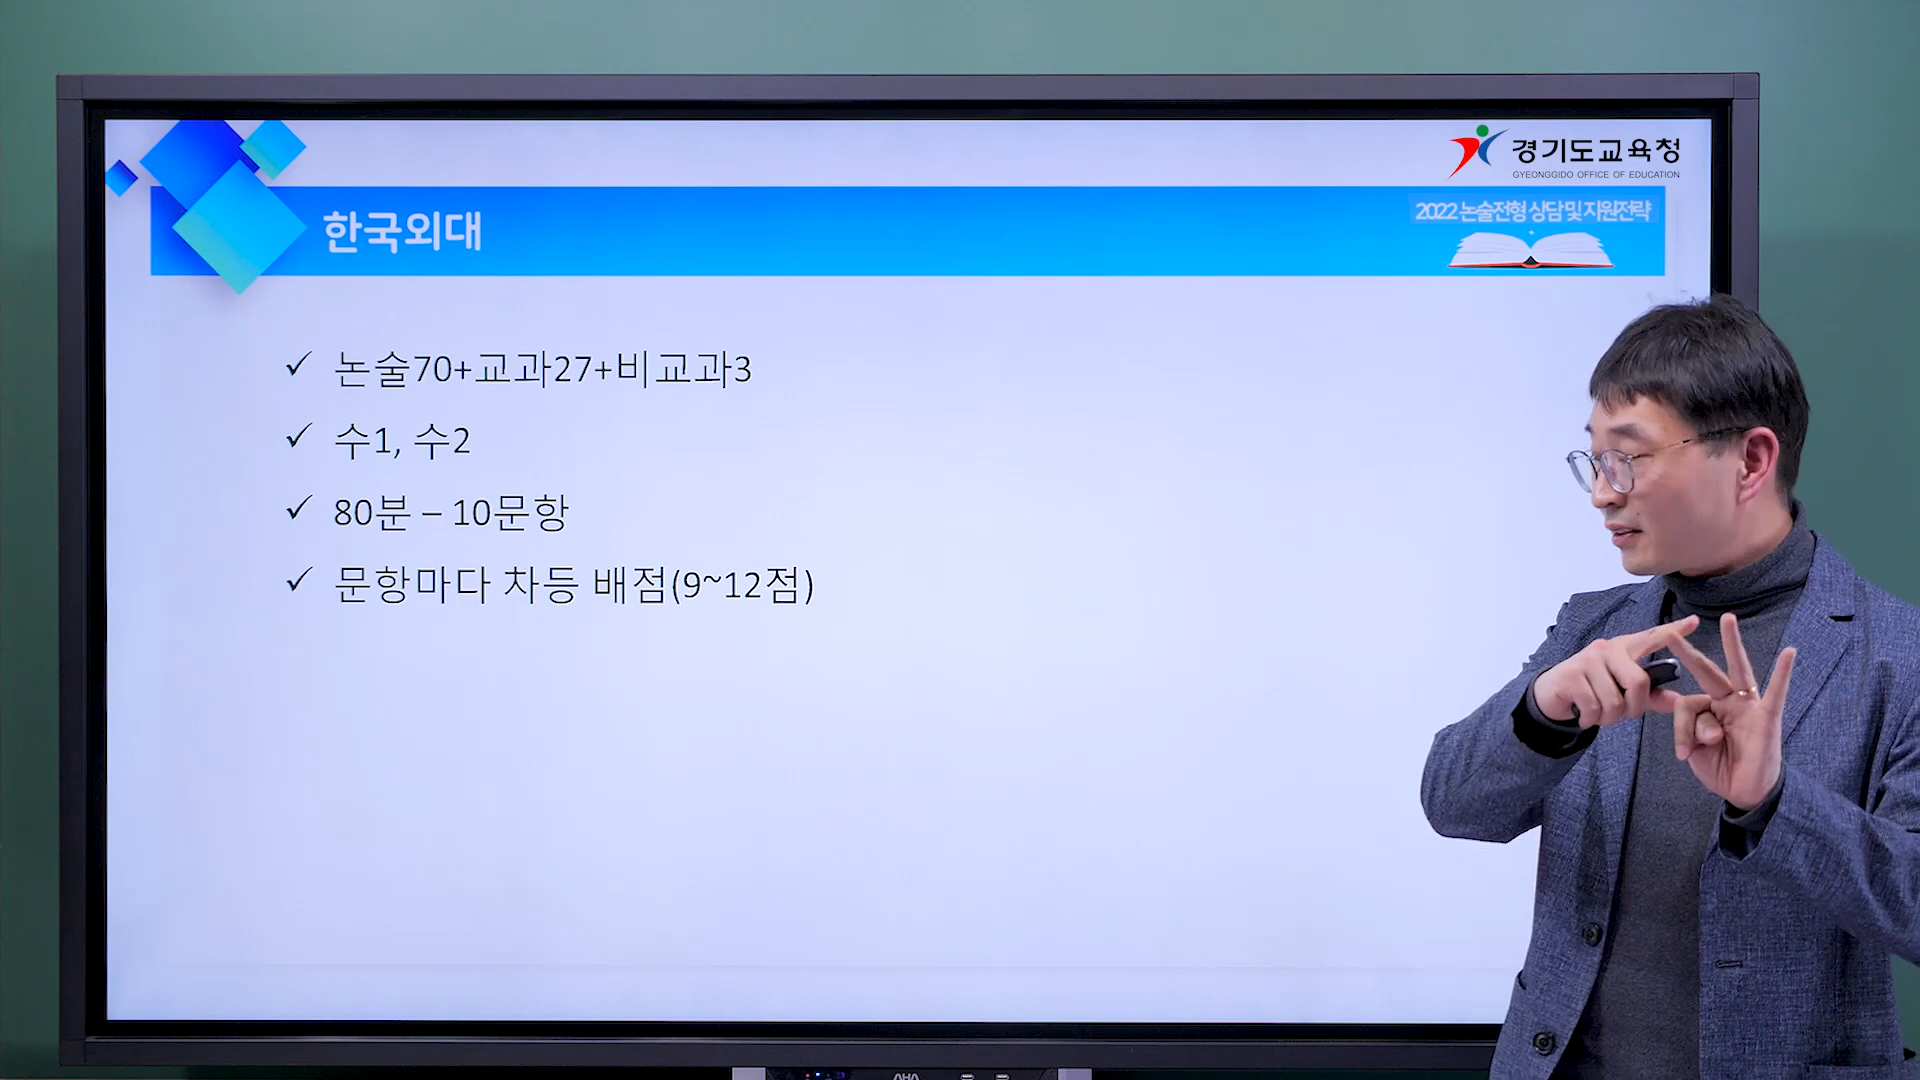 경기도교육청
GYEONGGIDO OFFICE OF EDUCATION
2022 논술전형 상담 및 지원전략
한국외대
✓ 논술70+교과27+비교과3
✓ 수1, 수2
✓ 80분 – 10문항
✓ 문항마다 차등 배점(9~12점)
AHA